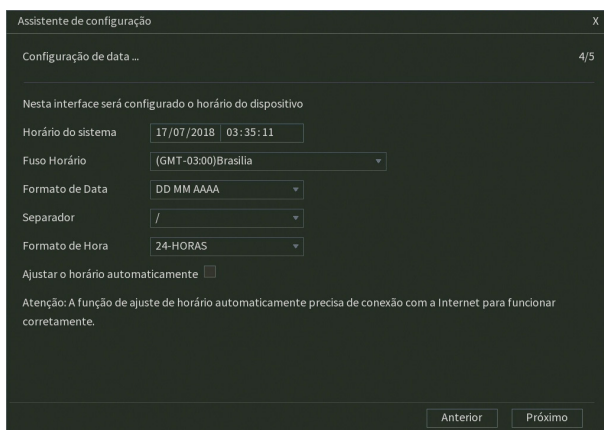 Assistente de configuração X
Configuração de data ... 4/5
Nesta interface será configurado o horário do dispositivo
Horário do sistema 17/07/2018 03:35:11
Fuso Horário (GMT-03:00)Brasilia
Formato de Data DD MM AAAA
Separador /
Formato de Hora 24-HORAS
Ajustar o horário automaticamente
Atenção: A função de ajuste de horário automaticamente precisa de conexão com a Internet para funcionar
corretamente.
Anterior Próximo